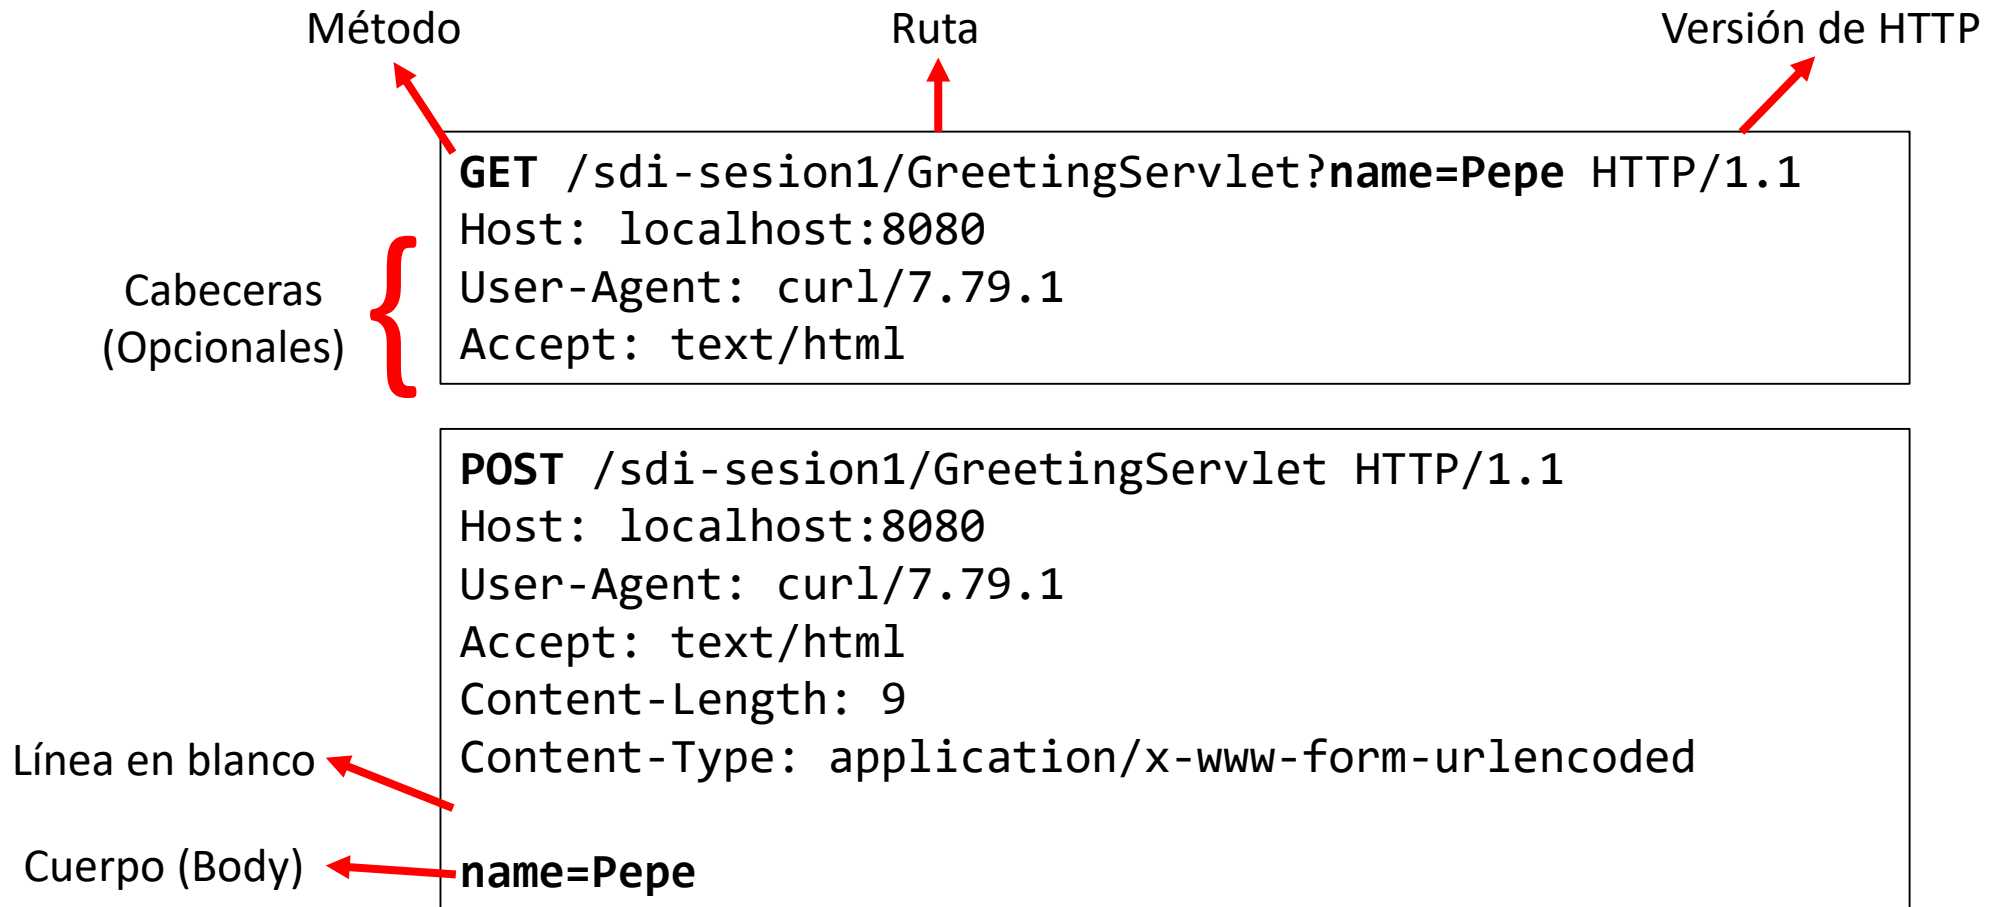 Método
Ruta
Versión de HTTP
GET /sdi-sesion1/GreetingServlet?name=Pepe HTTP/1.1
Host: localhost:8080
User-Agent: curl/7.79.1
Accept: text/html
Cabeceras
(Opcionales)
POST /sdi-sesion1/GreetingServlet HTTP/1.1
Host: localhost:8080
User-Agent: curl/7.79.1
Accept: text/html
Content-Length: 9
Content-Type: application/x-www-form-urlencoded
Línea en blanco
Cuerpo (Body)
name=Pepe